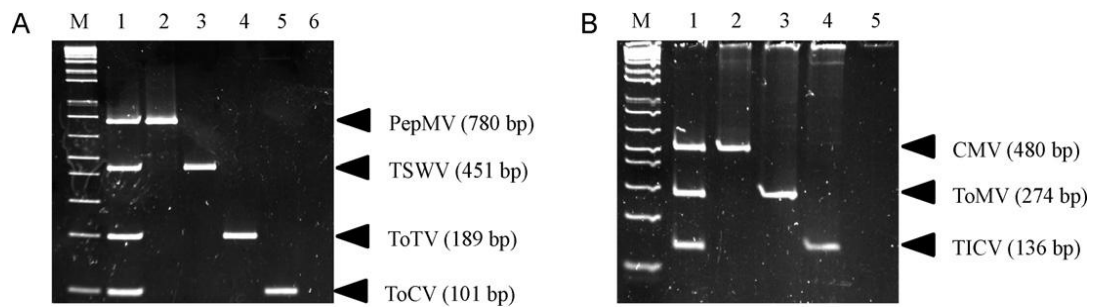 A
M 1 2 3 4 5 6
PepMV (780 bp)
TSWV (451 bp)
ToTV (189 bp)
ToCV (101 bp)
B
M 1 2 3 4 5
CMV (480 bp)
ToMV (274 bp)
TICV (136 bp)